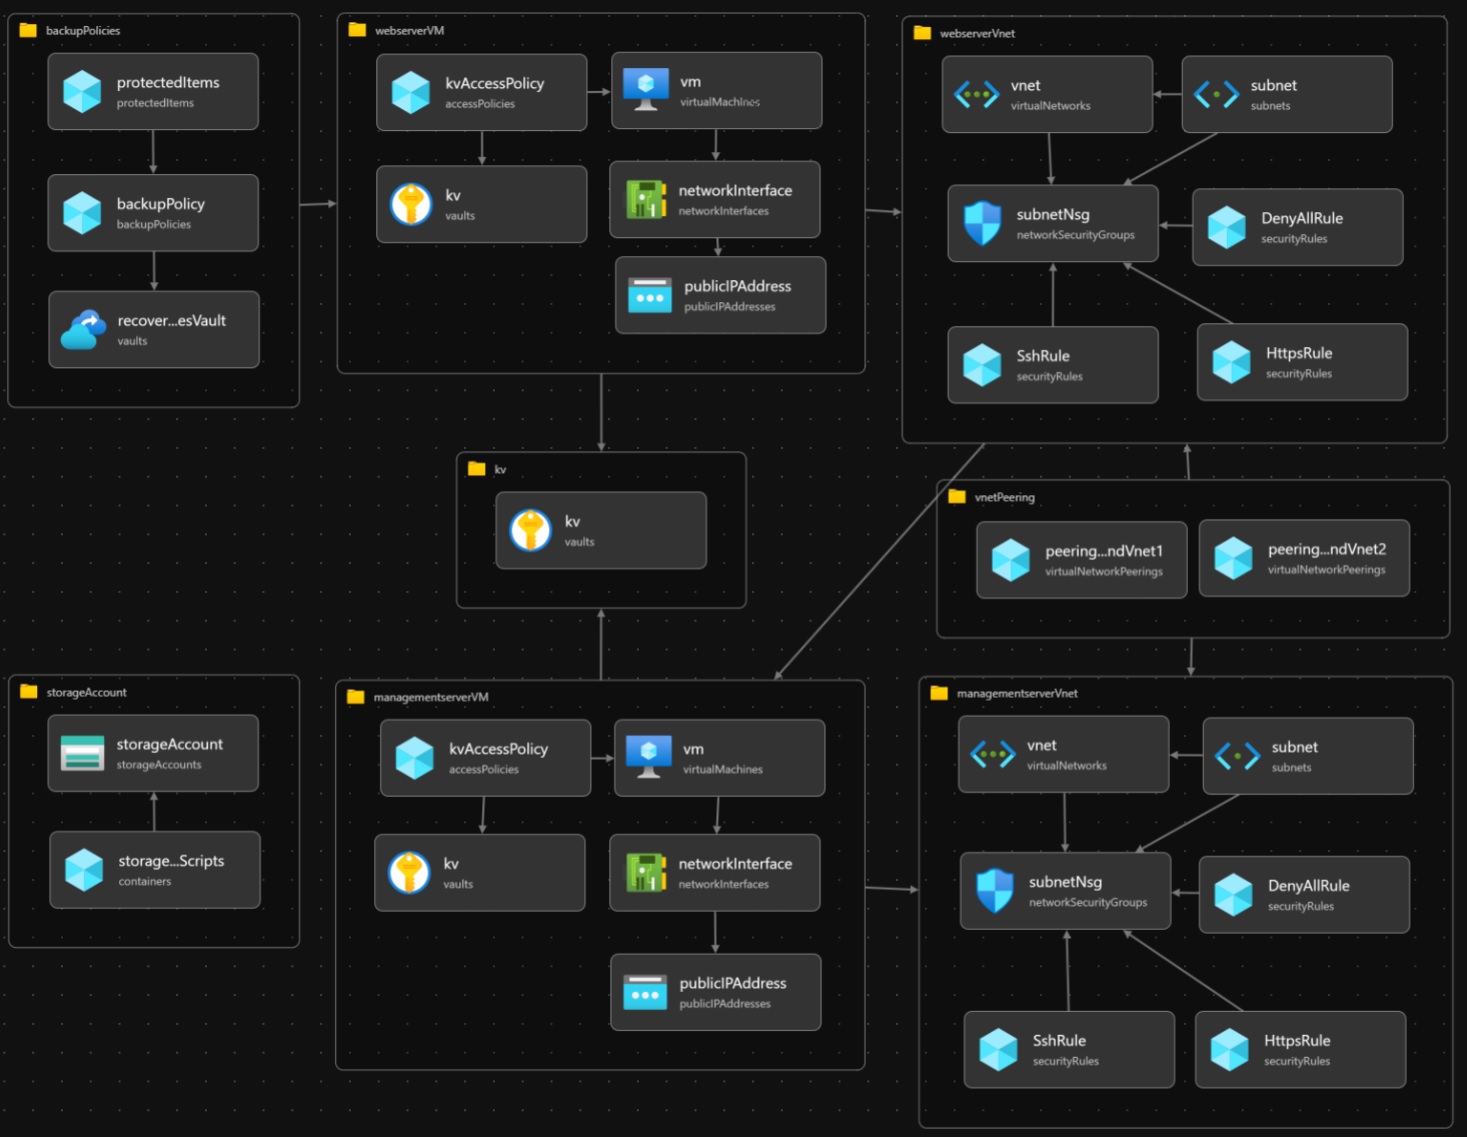 backupPolicies
protectedItems
protectedItems
backupPolicy
backupPolicies
recover...esVault
vaults
webserverVM
kvAccessPolicy
accessPolicies
vm
virtualMachines
kv
vaults
networkInterface
networkInterfaces
publicIPAddress
publicIPAddresses
webserverVnet
vnet
virtualNetworks
subnet
subnets
subnetNsg
networkSecurityGroups
DenyAllRule
securityRules
SshRule
securityRules
HttpsRule
securityRules
kv
kv
vaults
vnetPeering
peering...ndVnet1
virtualNetworkPeerings
peering...ndVnet2
virtualNetworkPeerings
storageAccount
storageAccount
storageAccounts
storage...Scripts
containers
managementserverVM
kvAccessPolicy
accessPolicies
vm
virtualMachines
kv
vaults
networkInterface
networkInterfaces
publicIPAddress
publicIPAddresses
managementserverVnet
vnet
virtualNetworks
subnet
subnets
subnetNsg
networkSecurityGroups
DenyAllRule
securityRules
SshRule
securityRules
HttpsRule
securityRules